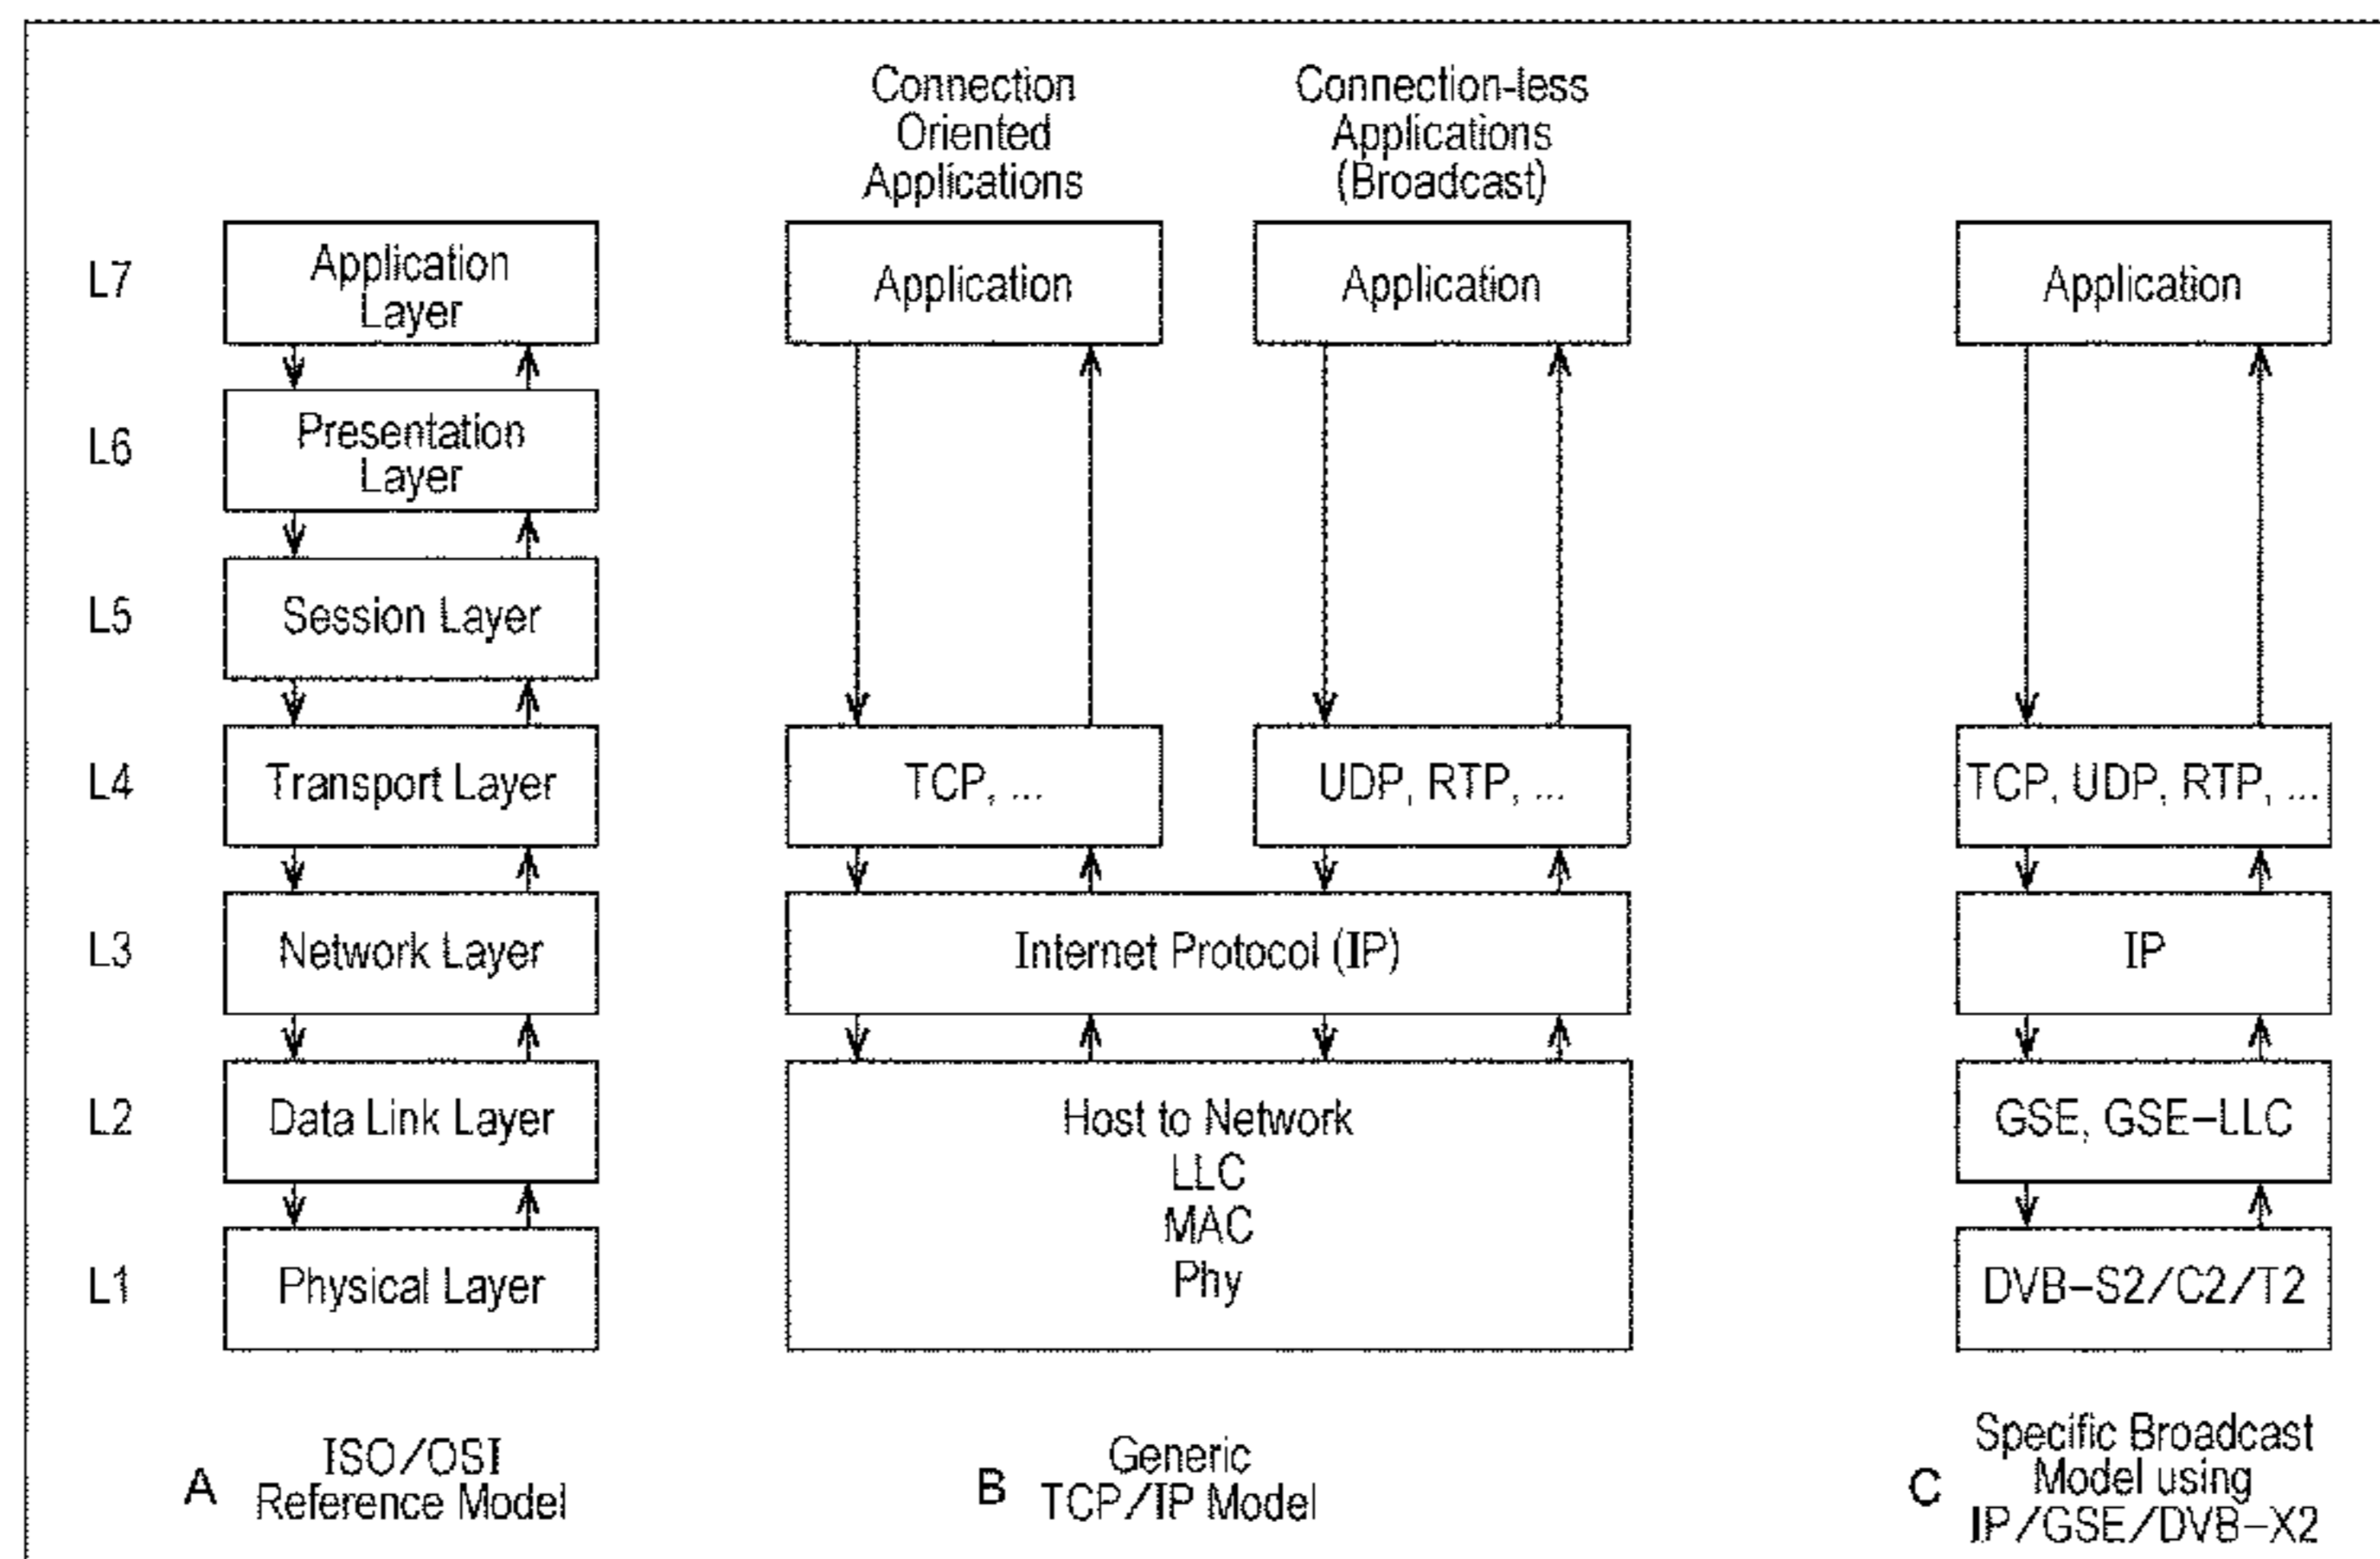 Connection
Oriented
Applications
Connection-less
Applications
(Broadcast)
L7
Application
Layer
Application
Application
Application
L6
Presentation
Layer
L5
Session Layer
L4
Transport Layer
TCP, ...
UDP, RTP, ...
TCP, UDP, RTP, ...
L3
Network Layer
Internet Protocol (IP)
IP
L2
Data Link Layer
Host to Network
LLC
MAC
Phy
GSE, GSE-LLC
L1
Physical Layer
DVB-S2/C2/T2
A
ISO/OSI
Reference Model
B
Generic
TCP/IP Model
C
Specific Broadcast
Model using
IP/GSE/DVB-X2